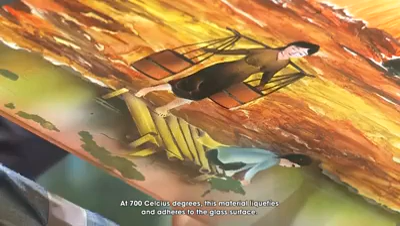 At 700 Celcius degrees, this material liquefies
and adheres to the glass surface.